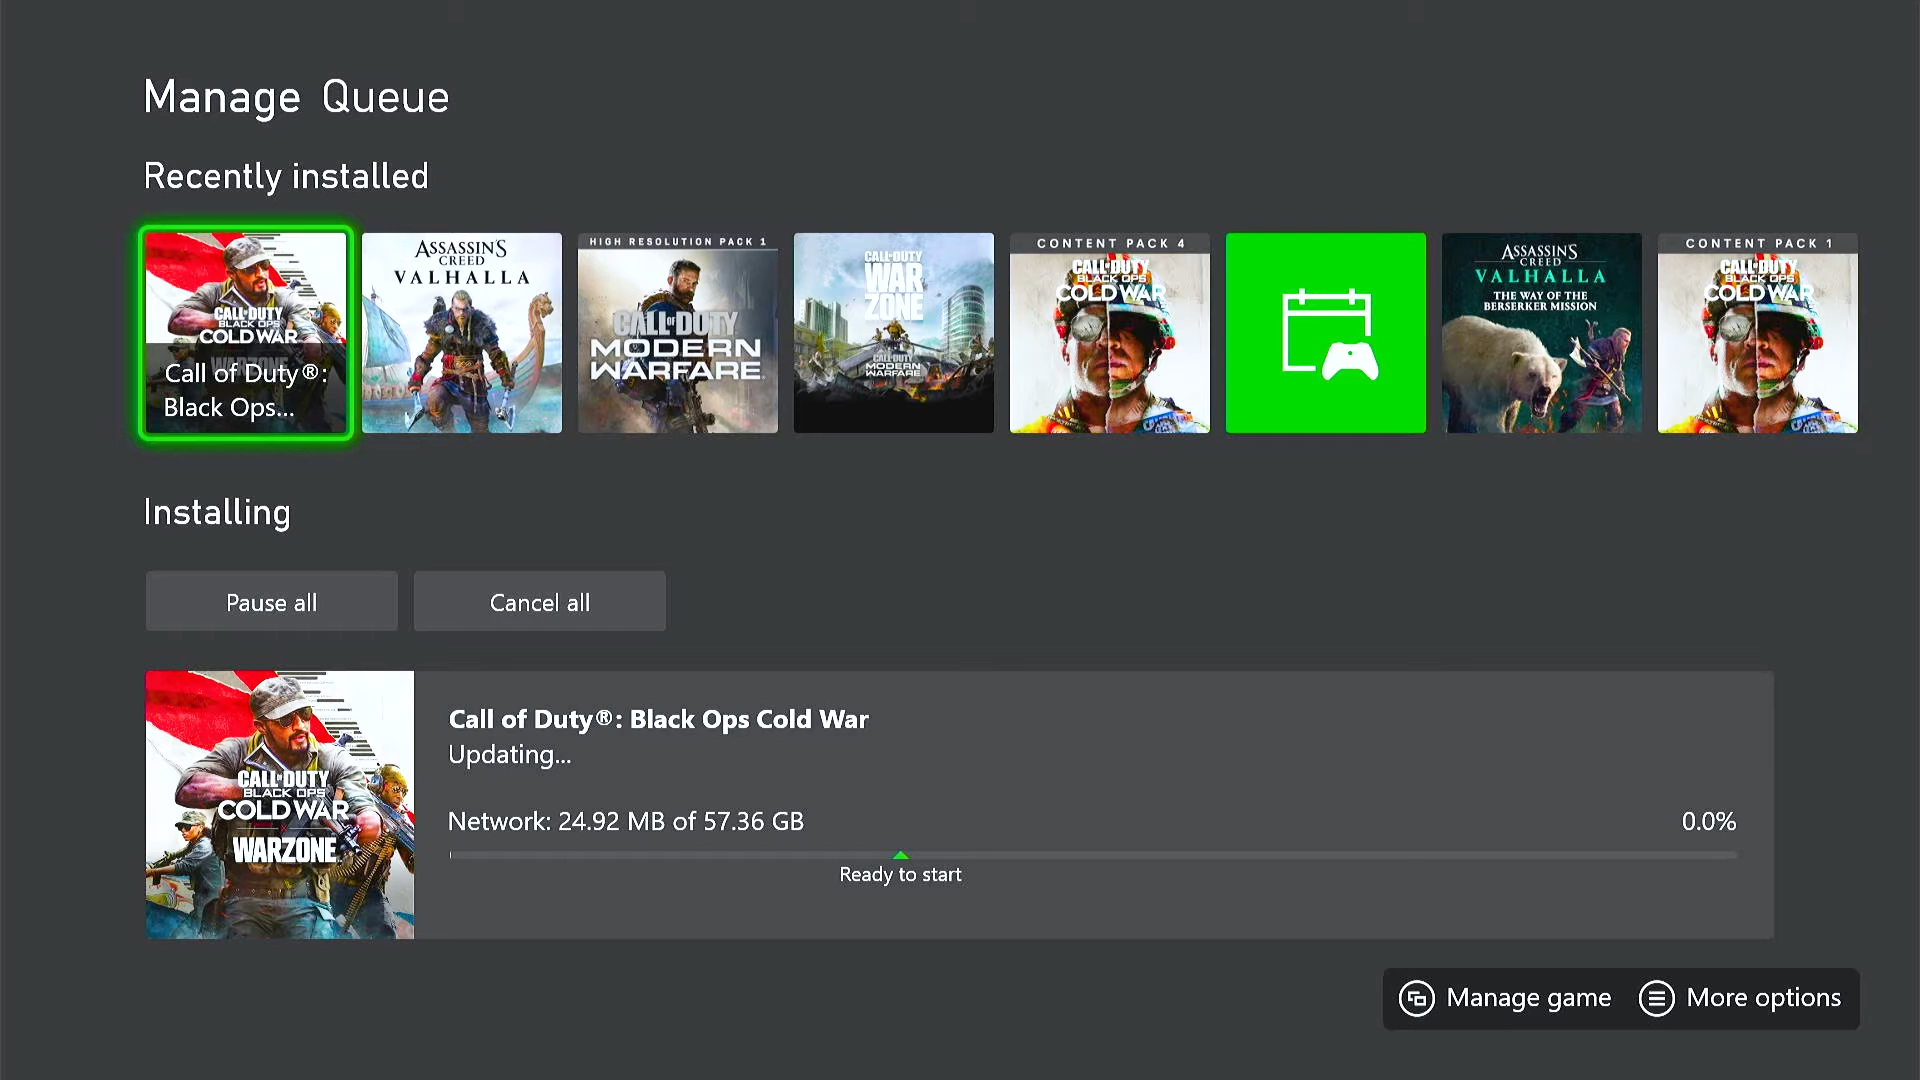 Manage Queue
Recently installed
CALL OF DUTY
BLACK OPS
COLD WAR
Call of Duty®:
Black Ops...
ASSASSIN'S
CREED
VALHALLA
HIGH RESOLUTION PACK 1
CALL OF DUTY
MODERN
WARFARE
CALL OF DUTY
WAR
ZONE
CALL OF DUTY
MODERN
WARFARE
CONTENT PACK 4
CALL OF DUTY
BLACK OPS
COLD WAR
ASSASSIN'S
CREED
VALHALLA
THE WAY OF THE
BERSERKER MISSION
CONTENT PACK 1
CALL OF DUTY
BLACK OPS
COLD WAR
Installing
Pause all
Cancel all
CALL OF DUTY
BLACK OPS
COLD WAR
WARZONE
Call of Duty®: Black Ops Cold War
Updating...
Network: 24.92 MB of 57.36 GB
0.0%
Ready to start
Manage game
More options